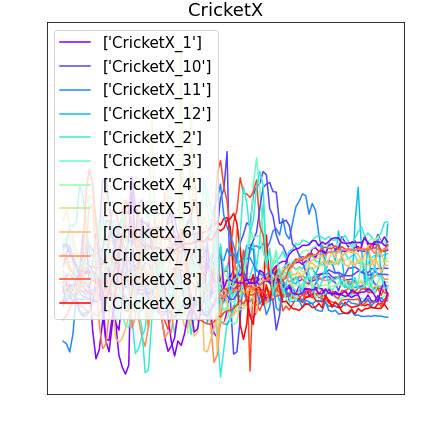 CricketX
['CricketX_1']
['CricketX_10']
['CricketX_11']
['CricketX_12']
['CricketX_2']
['CricketX_3']
['CricketX_4']
['CricketX_5']
['CricketX_6']
['CricketX_7']
['CricketX_8']
['CricketX_9']